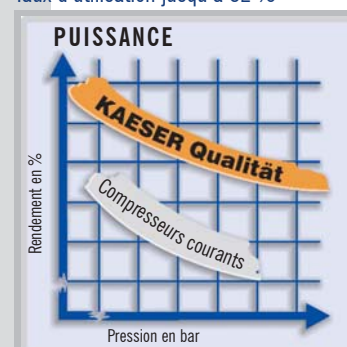 PUISSANCE
KAESER Qualität
Compresseurs courants
Rendement en %
Pression en bar